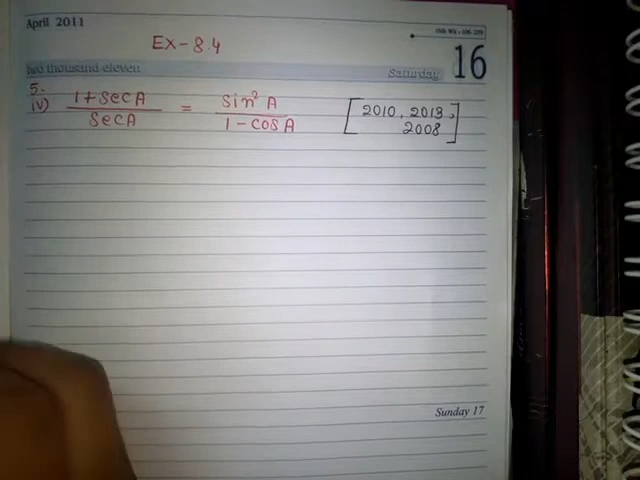 April 2011
Ex-8.4
16
two thousand eleven
Saturday
5.
iv) 1+secA / secA = sin²A / 1-cosA [2010, 2013, 2008]
Sunday 17